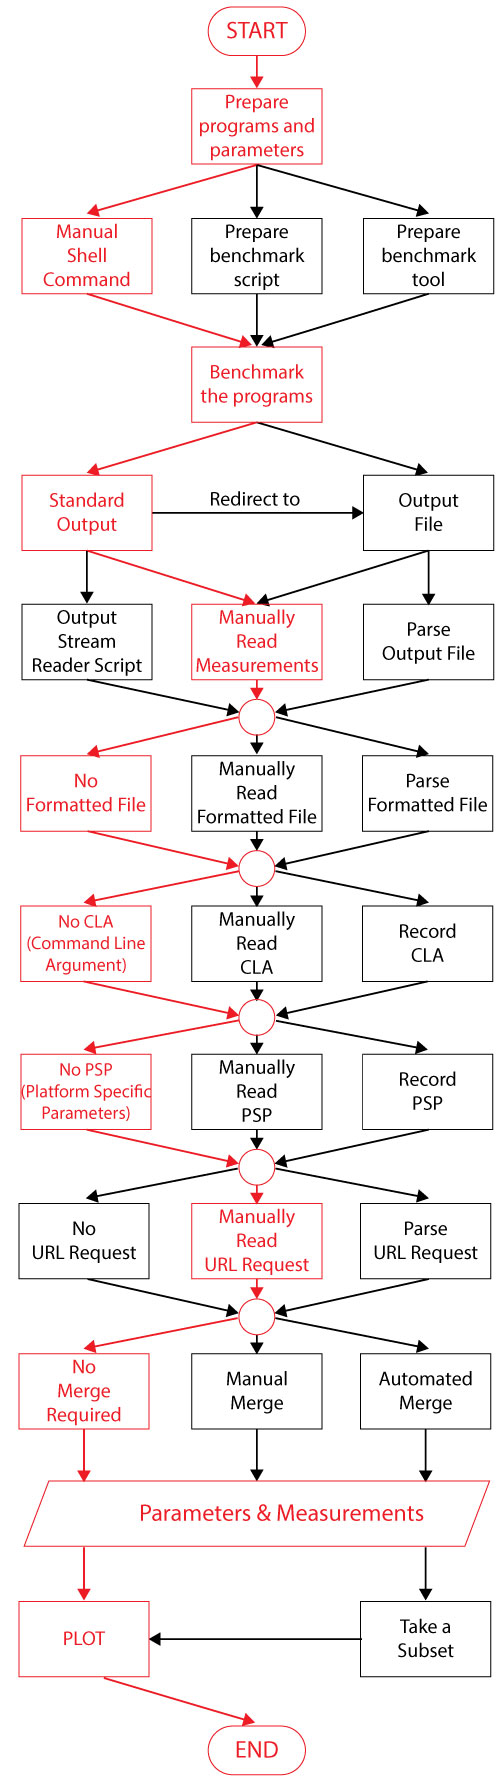 START
Prepare
programs and
parameters
Manual
Shell
Command
Prepare
benchmark
script
Prepare
benchmark
tool
Benchmark
the programs
Standard
Output
Redirect to
Output
File
Output
Stream
Reader Script
Manually
Read
Measurements
Parse
Output File
No
Formatted File
Manually
Read
Formatted File
Parse
Formatted File
No CLA
(Command Line
Argument)
Manually
Read
CLA
Record
CLA
No PSP
(Platform Specific
Parameters)
Manually
Read
PSP
Record
PSP
No
URL Request
Manually
Read
URL Request
Parse
URL Request
No
Merge
Required
Manual
Merge
Automated
Merge
Parameters & Measurements
PLOT
Take a
Subset
END